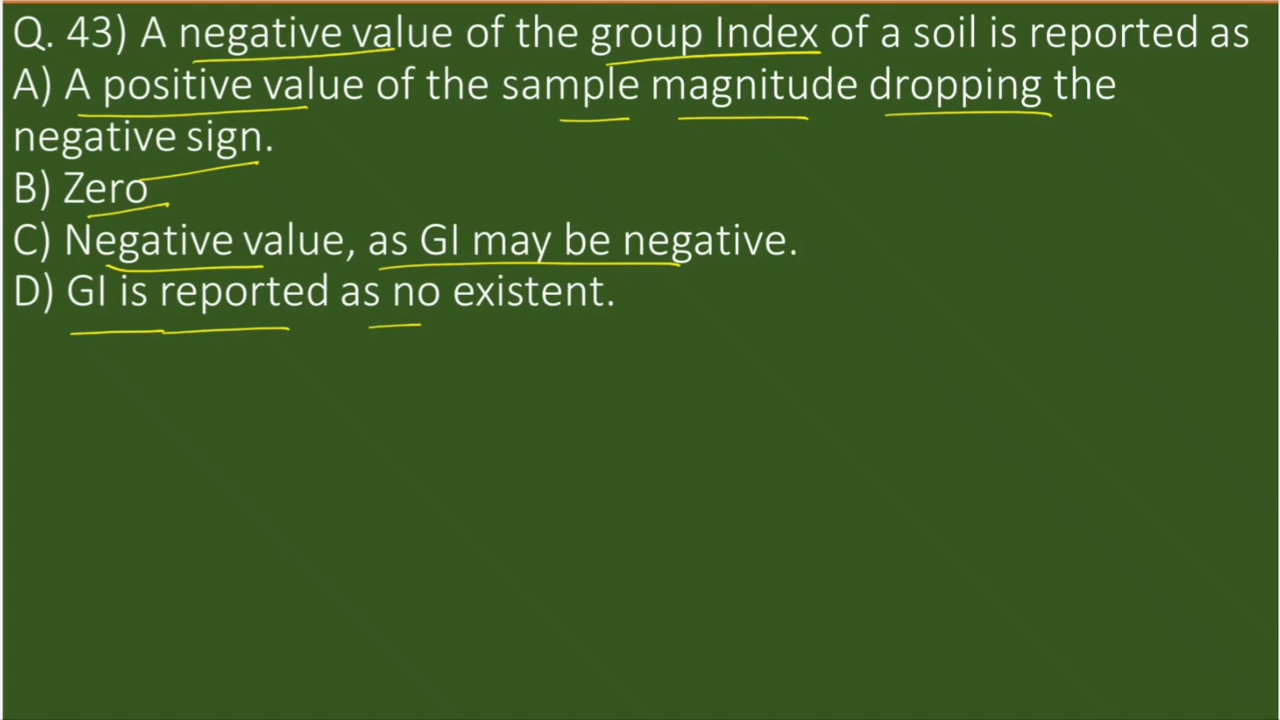 Q. 43) A negative value of the group Index of a soil is reported as
A) A positive value of the sample magnitude dropping the
negative sign.
B) Zero
C) Negative value, as GI may be negative.
D) GI is reported as no existent.